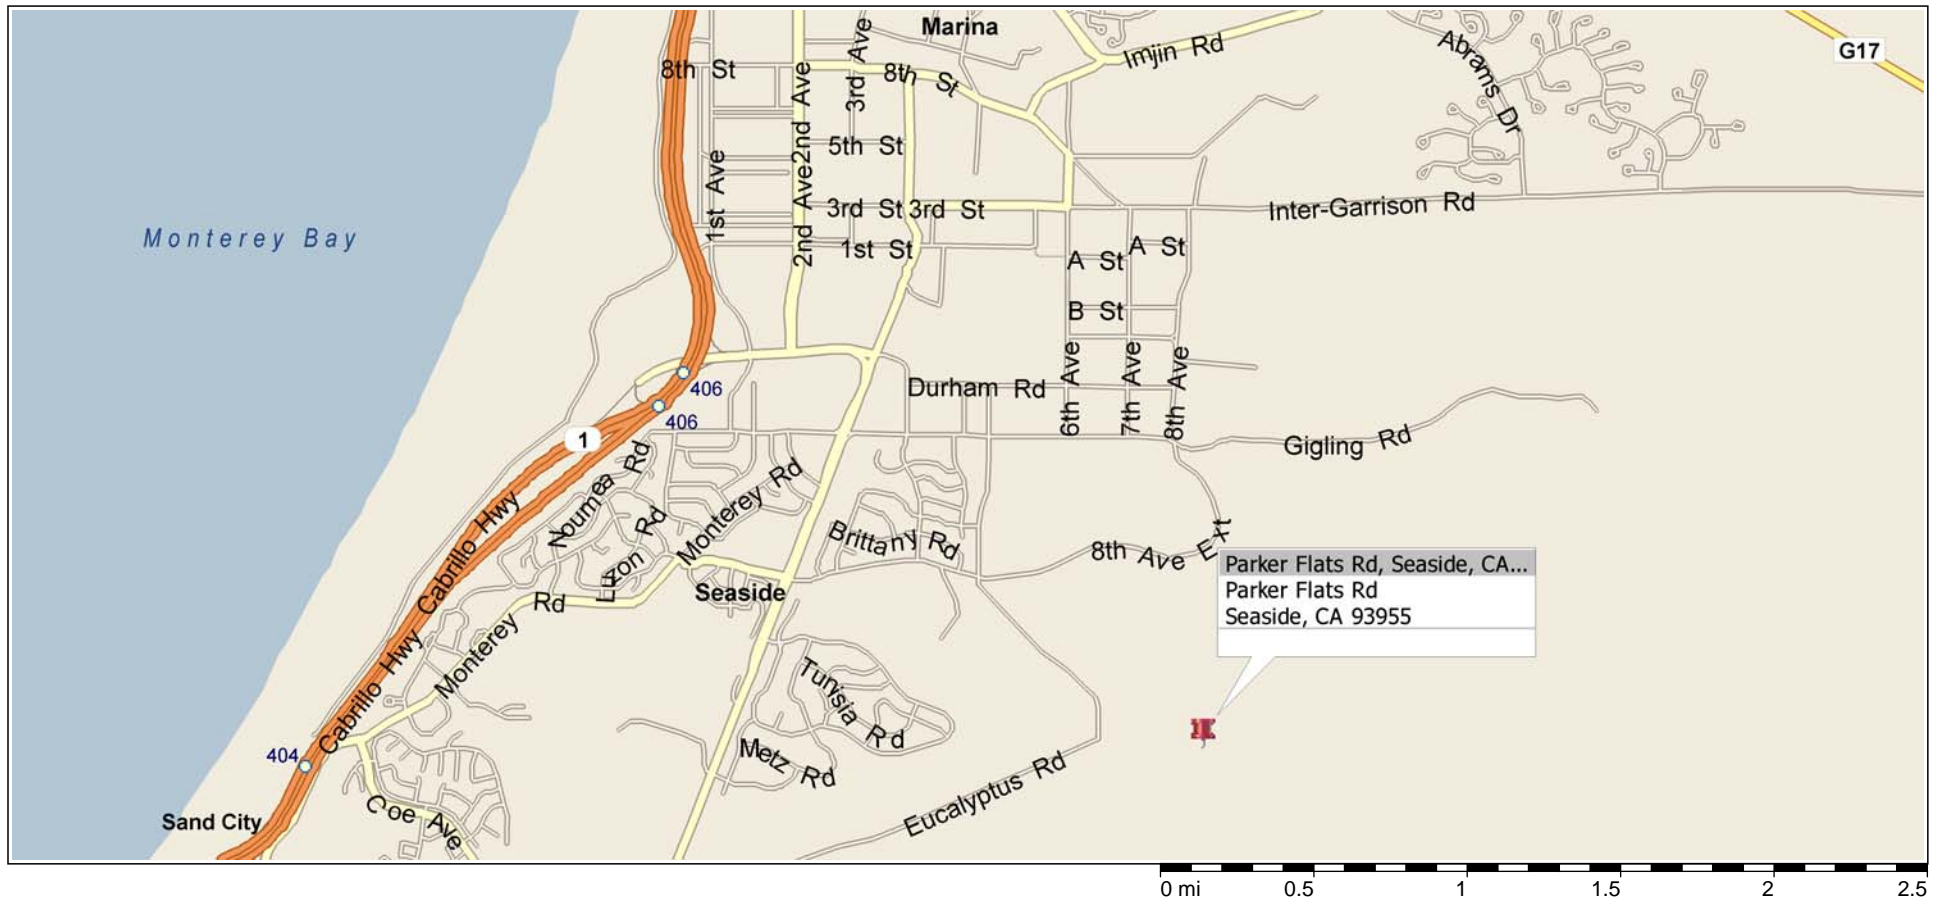 Marina
Imjin Rd
Abrams Dr
G17
8th St
2nd Ave
3rd Ave
8th St
5th St
1st Ave
2nd Ave
3rd St
3rd St
Inter-Garrison Rd
Monterey Bay
2nd Ave
1st St
A St
A St
B St
6th Ave
7th Ave
8th Ave
406
Durham Rd
406
1
Gigling Rd
Noumea Rd
Luzon Rd
Monterey Rd
Brittany Rd
Cabrillo Hwy
8th Ave Ext
Parker Flats Rd, Seaside, CA...
Parker Flats Rd
Seaside, CA 93955
Seaside
Monterey Rd
Cabrillo Hwy
Tunisia Rd
Metz Rd
404
Eucalyptus Rd
Coe Ave
Sand City
0 mi 0.5 1 1.5 2 2.5